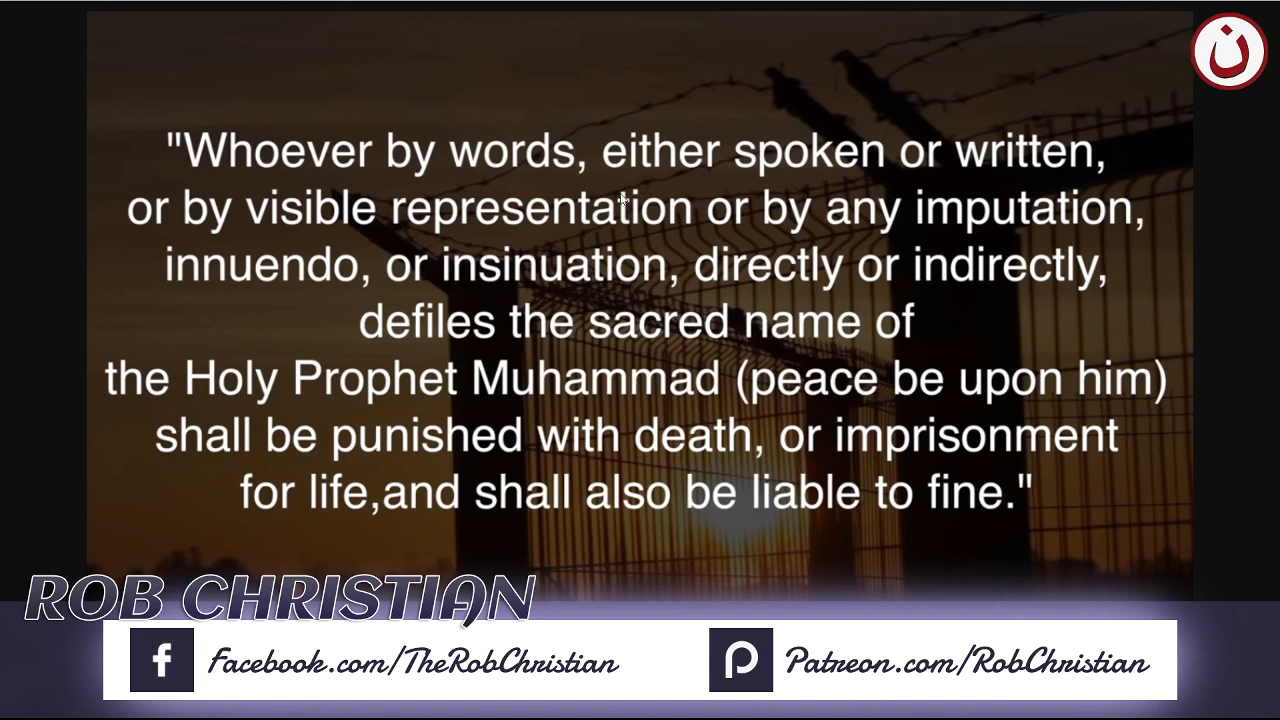 ن
"Whoever by words, either spoken or written,
or by visible representation or by any imputation,
innuendo, or insinuation, directly or indirectly,
defiles the sacred name of
the Holy Prophet Muhammad (peace be upon him)
shall be punished with death, or imprisonment
for life,and shall also be liable to fine."
ROB CHRISTIAN
Facebook.com/TheRobChristian
Patreon.com/RobChristian